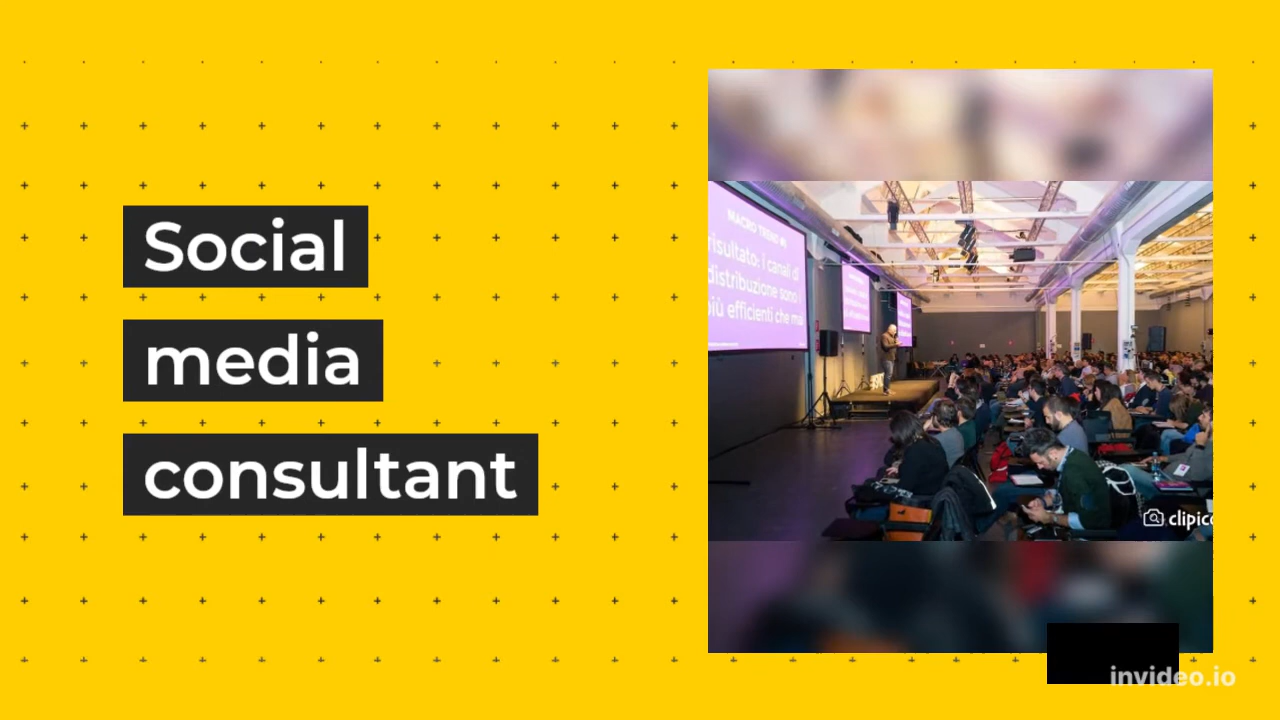 Social
media
consultant
MACRO TREND #1
risultato: i canali di
distribuzione sono
più efficienti che mai
clipic
invideo.io